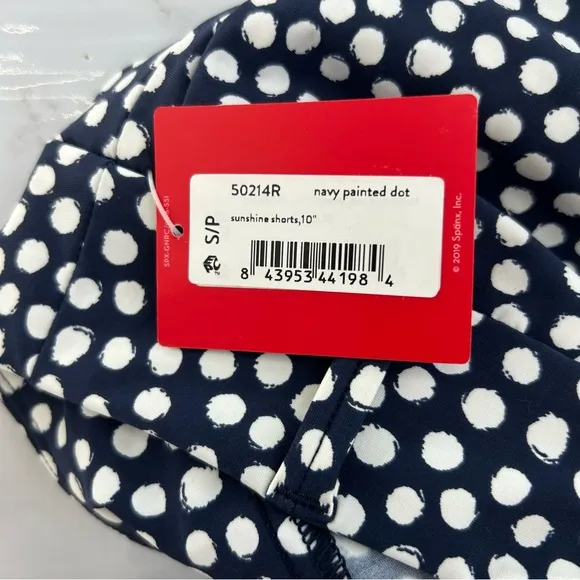 50214R navy painted dot
sunshine shorts,10"
S/P
8 43953 44198 4
© 2019 Spanx, Inc.